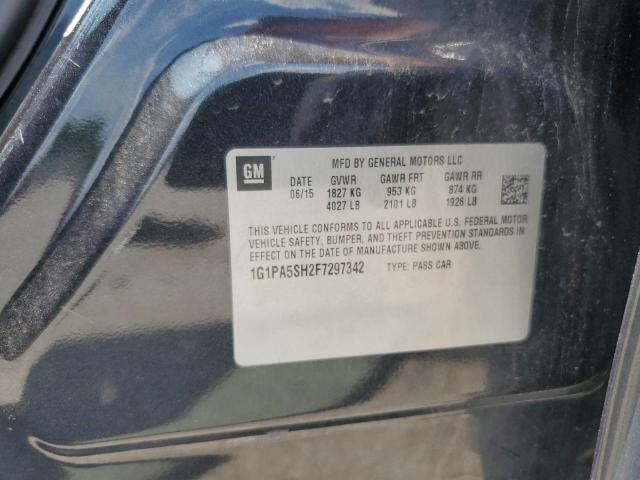 GM
MFD BY GENERAL MOTORS LLC
DATE GVWR GAWR FRT GAWR RR
06/15 1827 KG 953 KG 874 KG
4027 LB 2101 LB 1926 LB
THIS VEHICLE CONFORMS TO ALL APPLICABLE U.S. FEDERAL MOTOR
VEHICLE SAFETY, BUMPER, AND THEFT PREVENTION STANDARDS
IN EFFECT ON THE DATE OF MANUFACTURE SHOWN ABOVE.
1G1PA5SH2F7297342 TYPE: PASS CAR